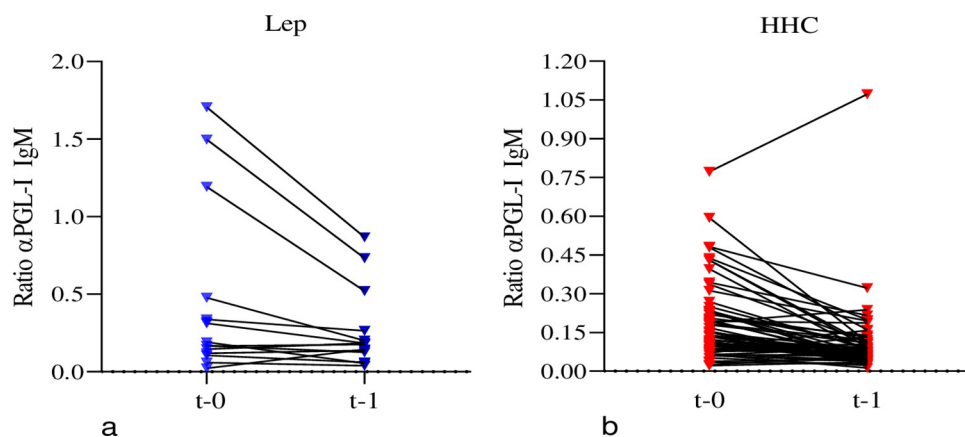 Lep
Ratio αPGL-I IgM
2.0
1.5
1.0
0.5
0.0
t-0
t-1
a
HHC
Ratio αPGL-I IgM
1.20
1.05
0.90
0.75
0.60
0.45
0.30
0.15
0.00
t-0
t-1
b